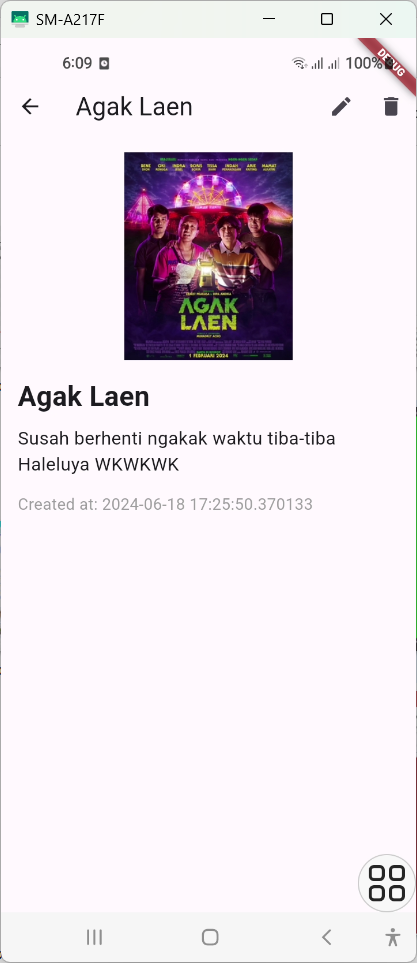 SM-A217F
6:09
100%
DEBUG
Agak Laen
AGAK
LAEN
1 FEBRUARI 2024
Agak Laen
Susah berhenti ngakak waktu tiba-tiba
Haleluya WKWKWK
Created at: 2024-06-18 17:25:50.370133